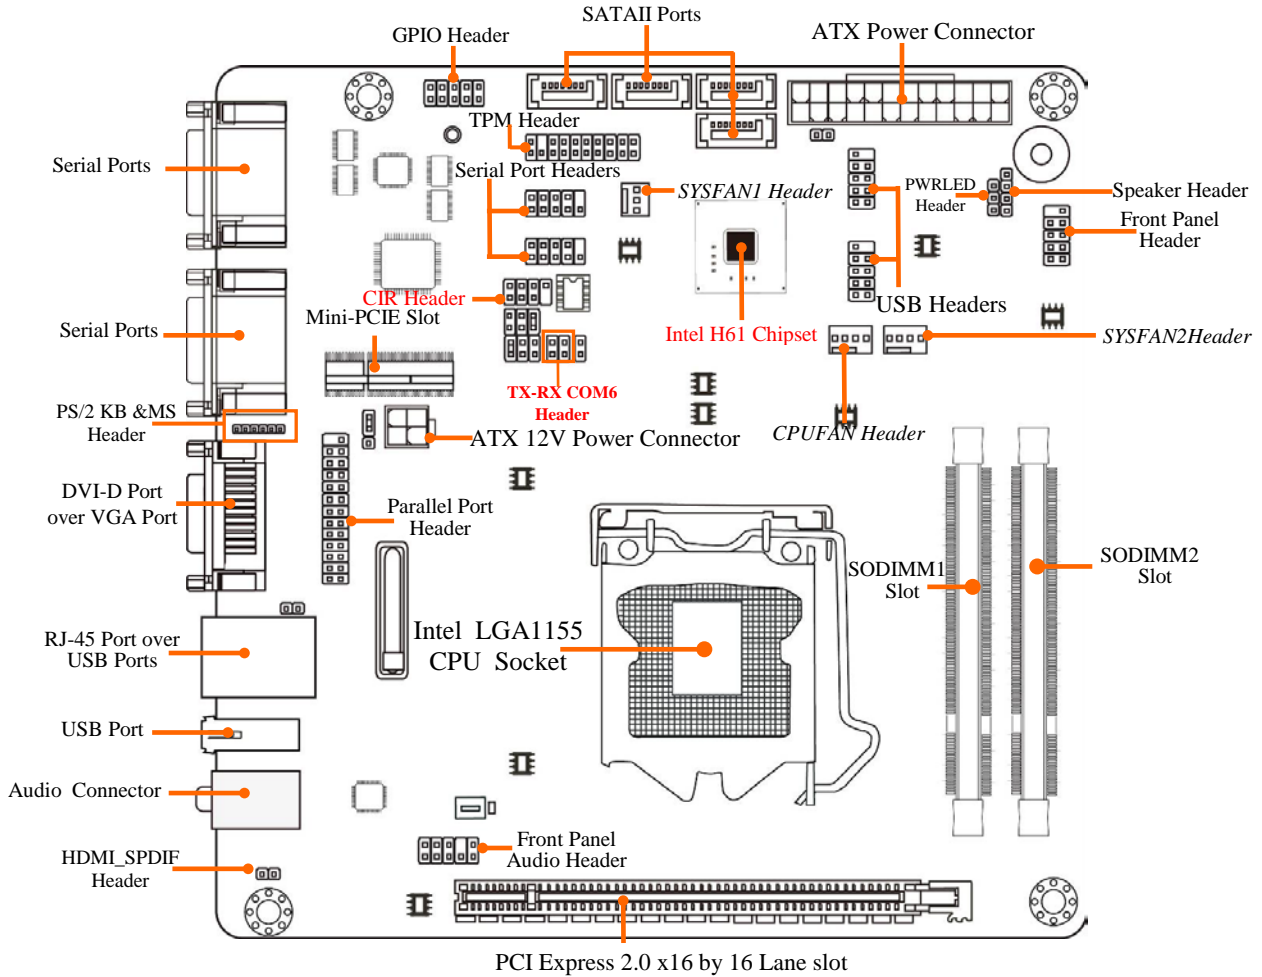 SATAII Ports
GPIO Header
ATX Power Connector
TPM Header
Serial Ports
Serial Port Headers
SYSFAN1 Header
PWRLED
Header
Speaker Header
Front Panel
Header
CIR Header
USB Headers
Mini-PCIE Slot
Serial Ports
Intel H61 Chipset
SYSFAN2Header
TX-RX COM6
Header
PS/2 KB &MS
Header
ATX 12V Power Connector
CPUFAN Header
DVI-D Port
over VGA Port
Parallel Port
Header
SODIMM1
Slot
SODIMM2
Slot
Intel LGA1155
CPU Socket
RJ-45 Port over
USB Ports
USB Port
Audio Connector
Front Panel
Audio Header
HDMI_SPDIF
Header
PCI Express 2.0 x16 by 16 Lane slot